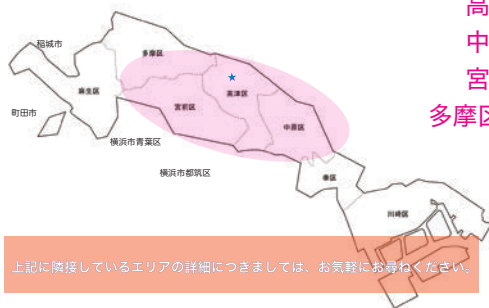 高
中
宮
多摩区
稲城市
多摩区
麻生区
高津区
宮前区
町田市
中原区
横浜市青葉区
横浜市都筑区
幸区
川崎区
上記に隣接しているエリアの詳細につきましては、お気軽にお尋ねください。